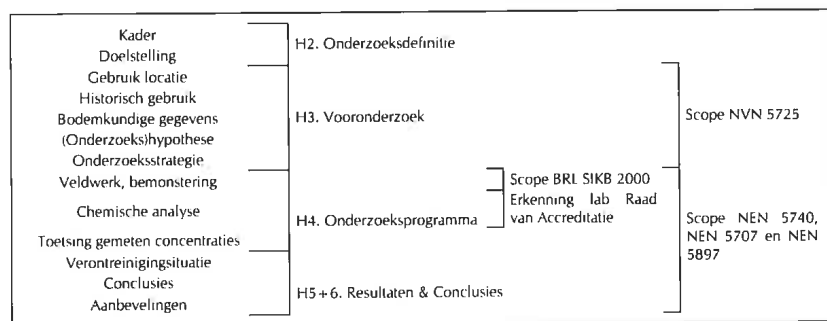 Kader
Doelstelling
H2. Onderzoeksdefinitie
Gebruik locatie
Historisch gebruik
Bodemkundige gegevens
(Onderzoeks)hypothese
Onderzoeksstrategie
H3. Vooronderzoek
Scope NVN 5725
Veldwerk, bemonstering
Chemische analyse
Toetsing gemeten concentraties
H4. Onderzoeksprogramma
Scope BRL SIKB 2000
Erkenning lab Raad
van Accreditatie
Scope NEN 5740,
NEN 5707 en NEN
5897
Verontreinigingsituatie
Conclusies
Aanbevelingen
H5+6. Resultaten & Conclusies